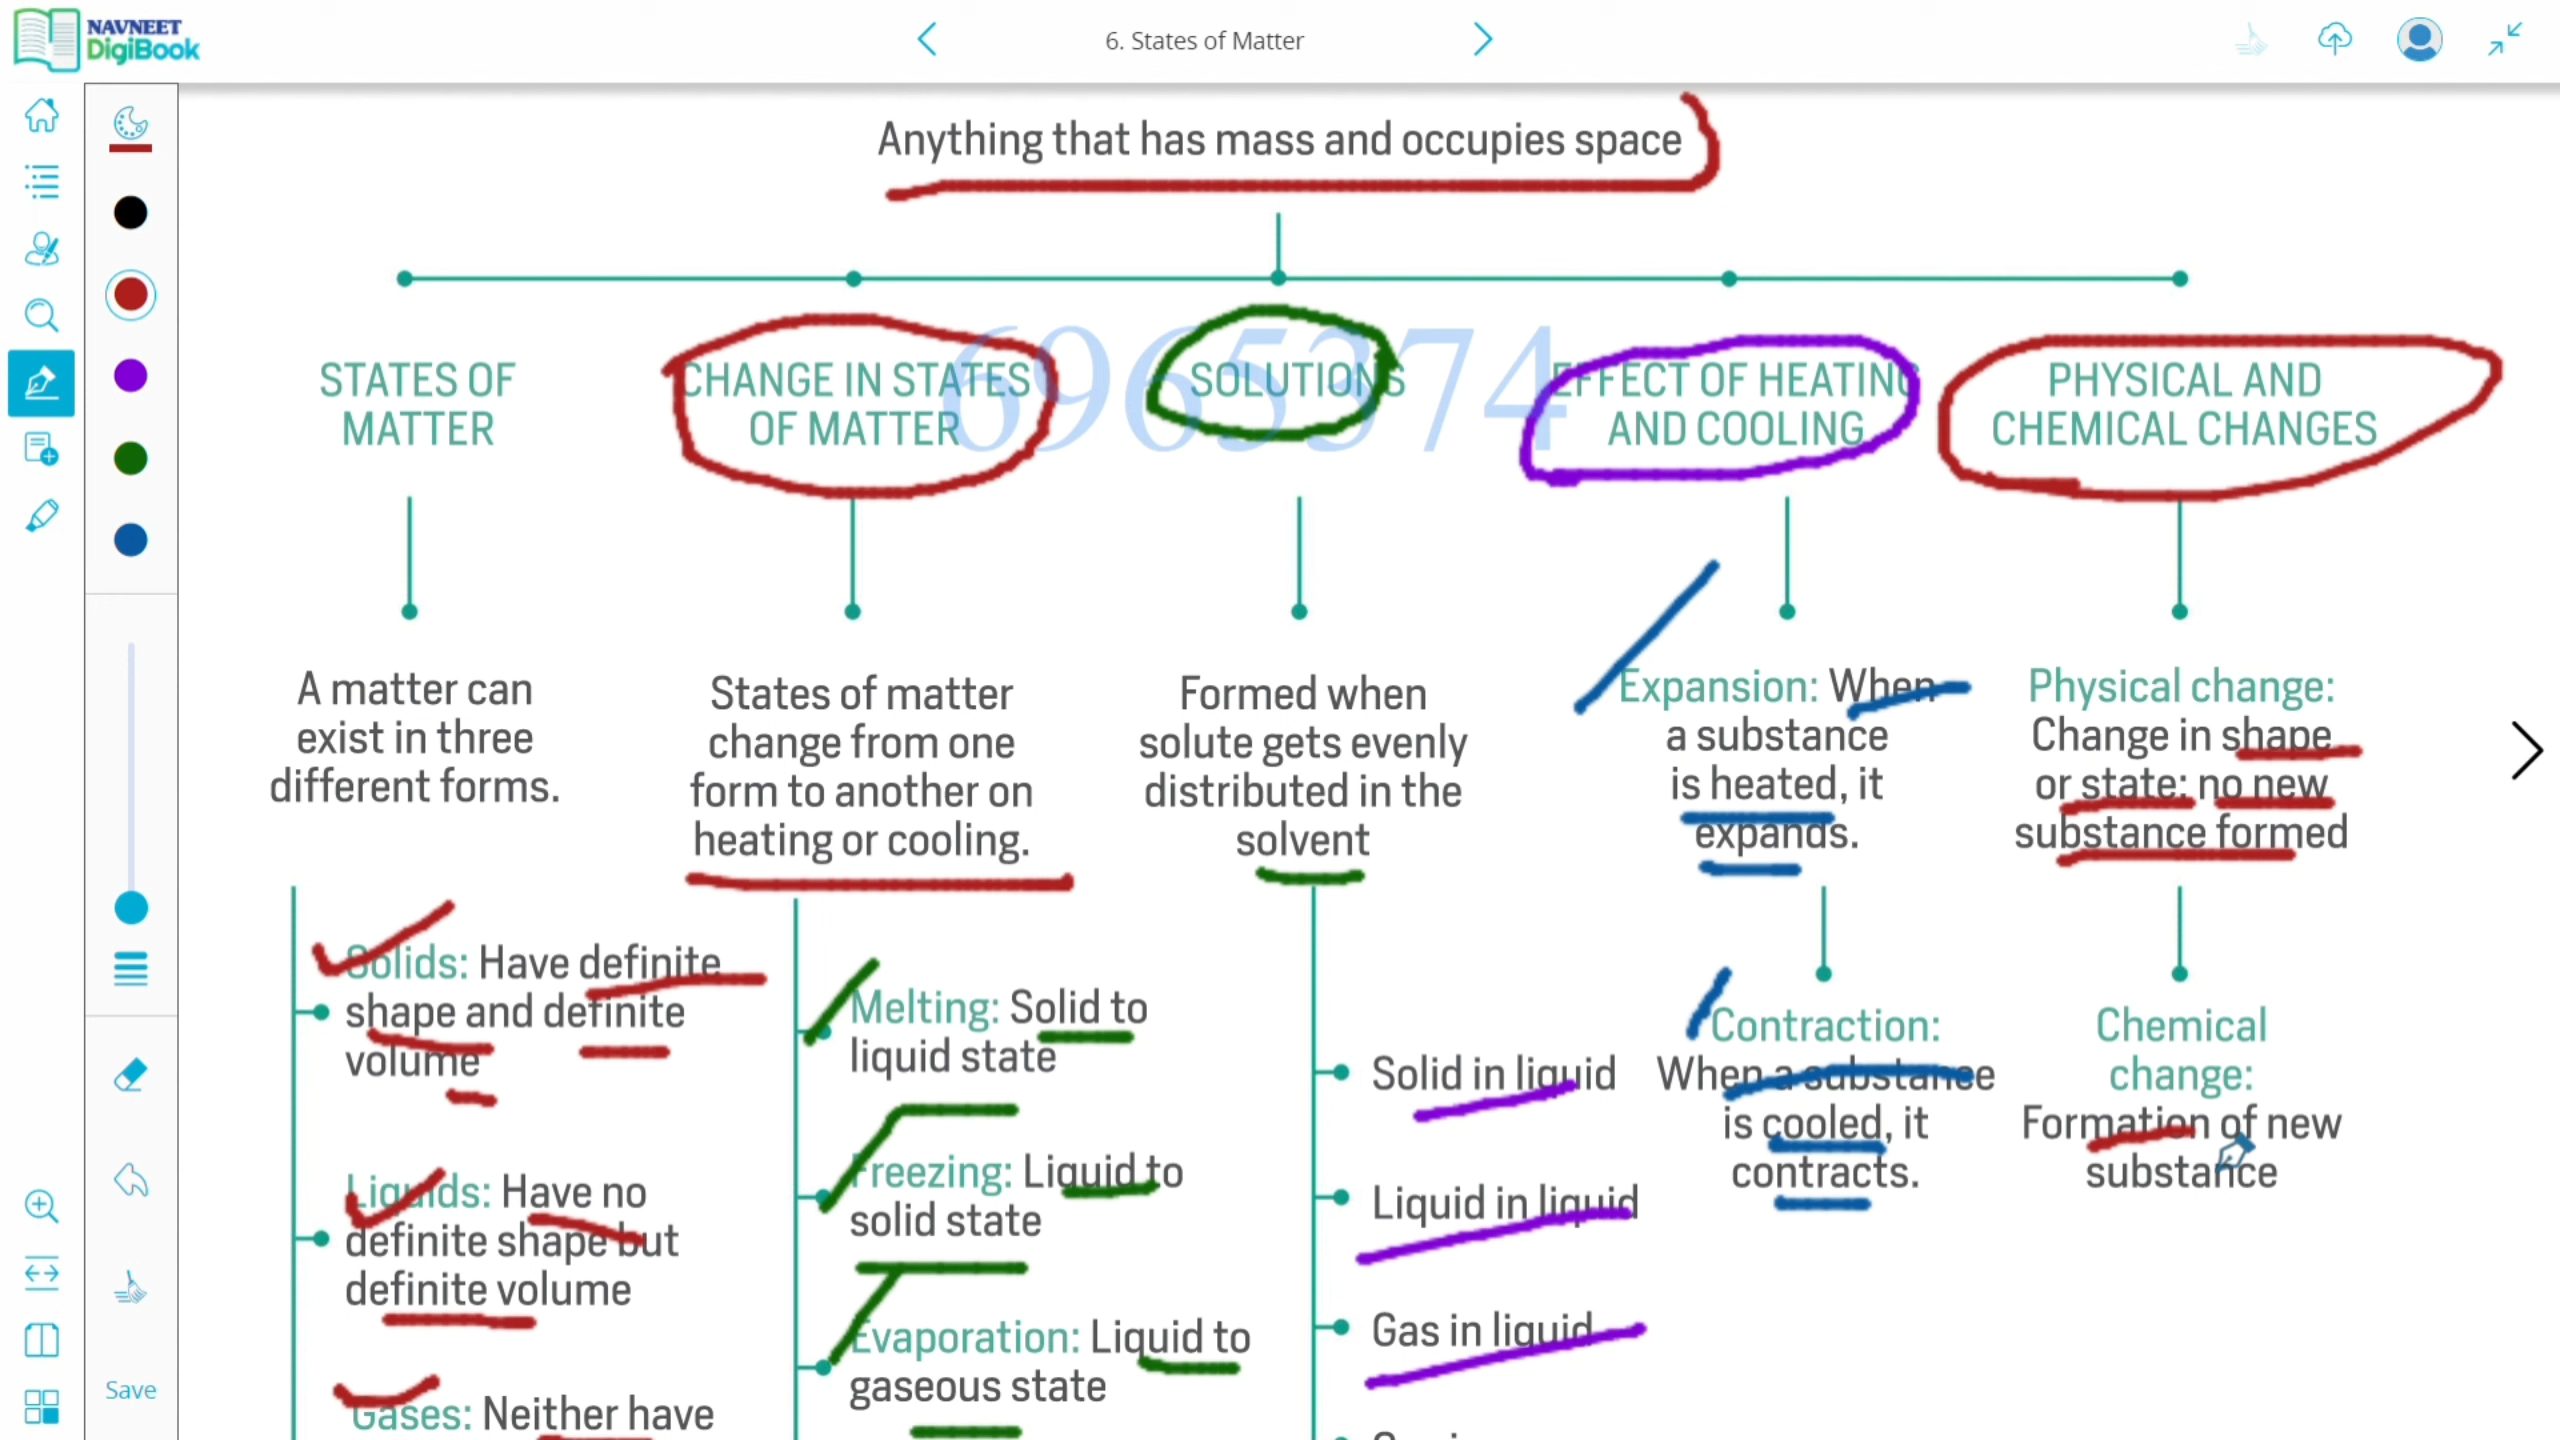 NAVNEET
DigiBook
6. States of Matter
Anything that has mass and occupies space
6965374
STATES OF
MATTER
A matter can
exist in three
different forms.
Solids: Have definite
shape and definite
volume
Liquids: Have no
definite shape but
definite volume
Gases: Neither have
CHANGE IN STATES
OF MATTER
States of matter
change from one
form to another on
heating or cooling.
Melting: Solid to
liquid state
Freezing: Liquid to
solid state
Evaporation: Liquid to
gaseous state
SOLUTIONS
Formed when
solute gets evenly
distributed in the
solvent
Solid in liquid
Liquid in liquid
Gas in liquid
EFFECT OF HEATING
AND COOLING
Expansion: When
a substance
is heated, it
expands.
Contraction:
When a substance
is cooled, it
contracts.
PHYSICAL AND
CHEMICAL CHANGES
Physical change:
Change in shape
or state; no new
substance formed
Chemical
change:
Formation of new
substance
Save